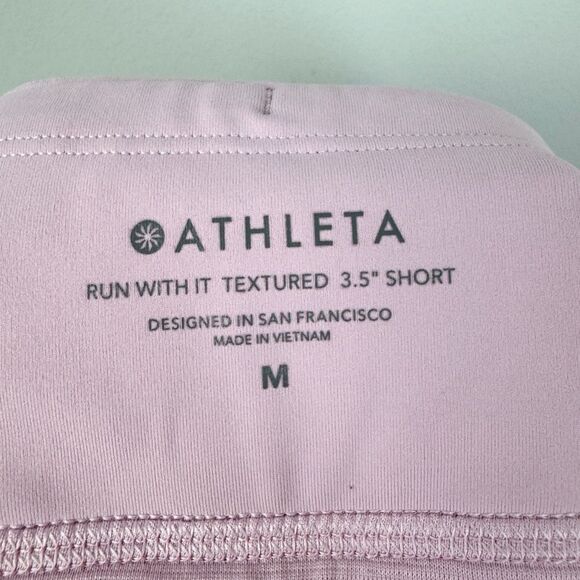 ATHLETA
RUN WITH IT TEXTURED 3.5" SHORT
DESIGNED IN SAN FRANCISCO
MADE IN VIETNAM
M